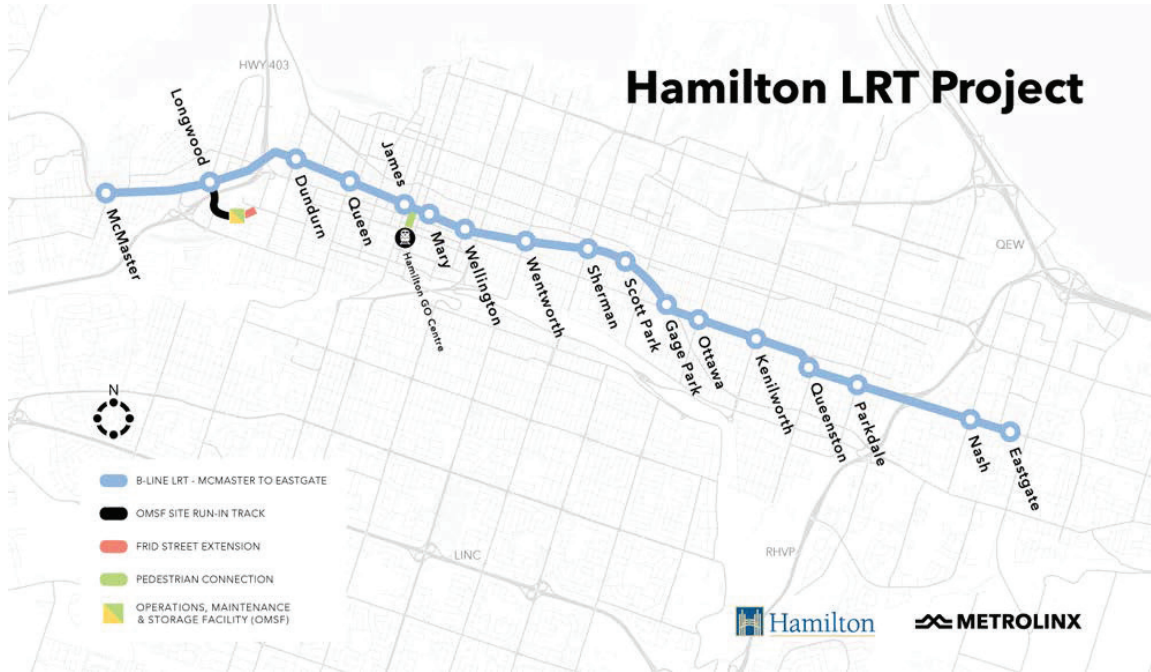 Hamilton LRT Project
HWY 403
Longwood
James
McMaster
Dundurn
Queen
Mary
Wellington
Hamilton GO Centre
Wentworth
Sherman
Scott Park
Gage Park
Ottawa
Kenilworth
Queenston
Parkdale
Nash
Eastgate
QEW
N
B-LINE LRT - MCMASTER TO EASTGATE
OMSF SITE RUN-IN TRACK
FRID STREET EXTENSION
PEDESTRIAN CONNECTION
OPERATIONS, MAINTENANCE
& STORAGE FACILITY (OMSF)
LINC
RHVP
Hamilton
METROLINX